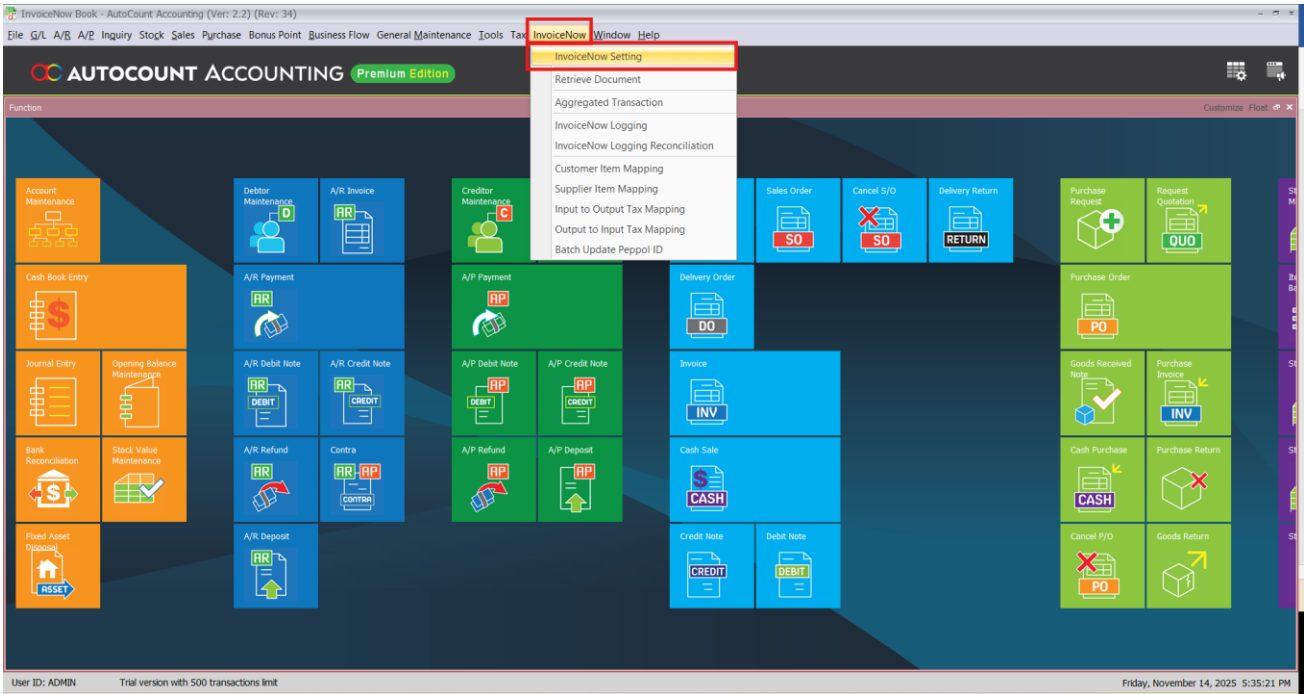 InvoiceNow Book - AutoCount Accounting (Ver: 2.2) (Rev: 34)
File G/L A/R A/P Inquiry Stock Sales Purchase Bonus Point Business Flow General Maintenance Tools Tax InvoiceNow Window Help
AUTOCOUNT ACCOUNTING Premium Edition
InvoiceNow Setting
Retrieve Document
Aggregated Transaction
InvoiceNow Logging
InvoiceNow Logging Reconciliation
Customer Item Mapping
Supplier Item Mapping
Input to Output Tax Mapping
Output to Input Tax Mapping
Batch Update Peppol ID
Function
Customize Float
Account
Maintenance
Debtor
Maintenance
D
A/R Invoice
AR
Creditor
Maintenance
C
Sales Order
SO
Cancel S/O
SO
Delivery Return
RETURN
Purchase
Request
Request
Quotation
QUO
Cash Book Entry
A/R Payment
AR
A/P Payment
AP
Delivery Order
DO
Purchase Order
PO
Journal Entry
Opening Balance
Maintenance
A/R Debit Note
AR
DEBIT
A/R Credit Note
AR
CREDIT
A/P Debit Note
AP
DEBIT
A/P Credit Note
AP
CREDIT
Invoice
INV
Goods Received
Note
Purchase
Invoice
INV
Bank
Reconciliation
Stock Value
Maintenance
A/R Refund
AR
Contra
AR AP
CONTRA
A/P Refund
AP
A/P Deposit
AP
Cash Sale
CASH
Cash Purchase
CASH
Purchase Return
Fixed Asset
Disposal
ASSET
A/R Deposit
AR
Credit Note
CREDIT
Debit Note
DEBIT
Cancel P/O
PO
Goods Return
User ID: ADMIN
Trial version with 500 transactions limit
Friday, November 14, 2025 5:35:21 PM